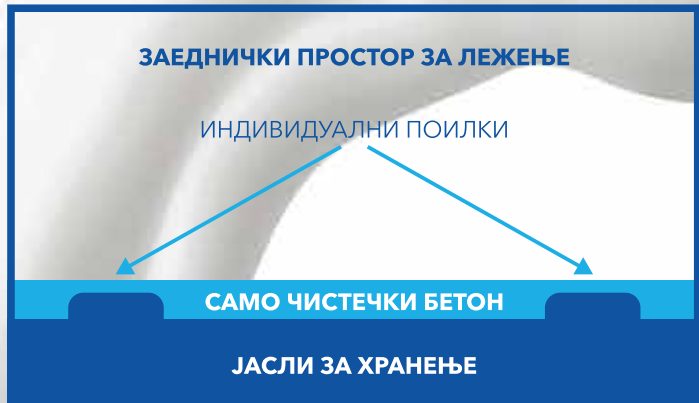 ЗАЕДНИЧКИ ПРОСТОР ЗА ЛЕЖЕЊЕ
ИНДИВИДУАЛНИ ПОИЛКИ
САМО ЧИСТЕЧКИ БЕТОН
ЈАСЛИ ЗА ХРАНЕЊЕ